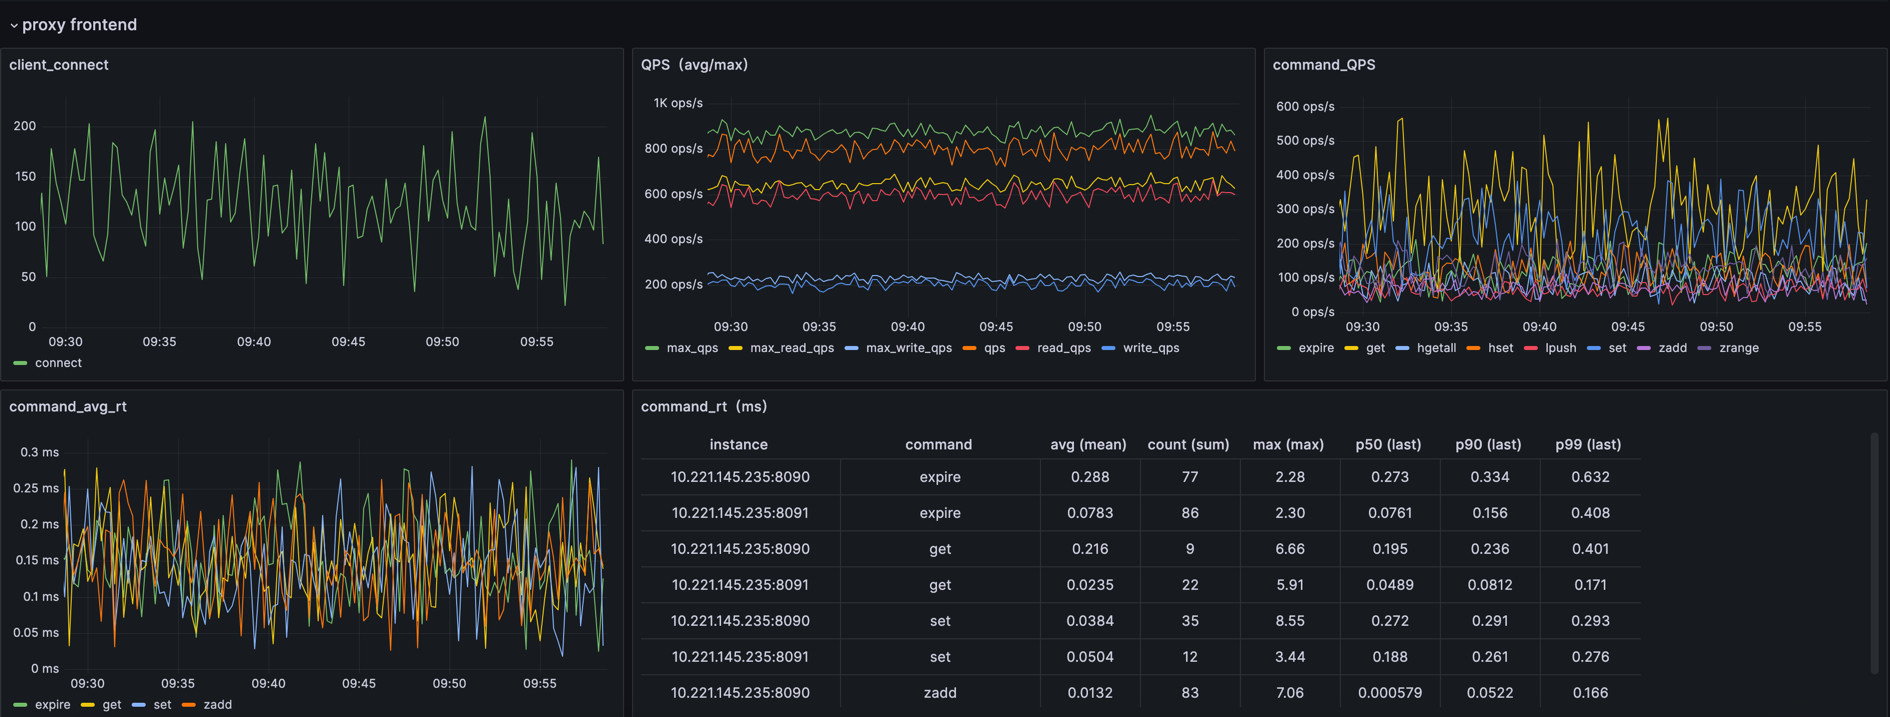 proxy frontend
client_connect
200
150
100
50
0
09:30 09:35 09:40 09:45 09:50 09:55
connect
QPS（avg/max)
1K ops/s
800 ops/s
600 ops/s
400 ops/s
200 ops/s
09:30 09:35 09:40 09:45 09:50 09:55
max_qps max_read_qps max_write_qps qps read_qps write_qps
command_QPS
600 ops/s
500 ops/s
400 ops/s
300 ops/s
200 ops/s
100 ops/s
0 ops/s
09:30 09:35 09:40 09:45 09:50 09:55
expire get hgetall hset lpush set zadd zrange
command_avg_rt
0.3 ms
0.25 ms
0.2 ms
0.15 ms
0.1 ms
0.05 ms
0 ms
09:30 09:35 09:40 09:45 09:50 09:55
expire get set zadd
command_rt（ms)
instance command avg (mean) count (sum) max (max) p50 (last) p90 (last) p99 (last)
10.221.145.235:8090 expire 0.288 77 2.28 0.273 0.334 0.632
10.221.145.235:8091 expire 0.0783 86 2.30 0.0761 0.156 0.408
10.221.145.235:8090 get 0.216 9 6.66 0.195 0.236 0.401
10.221.145.235:8091 get 0.0235 22 5.91 0.0489 0.0812 0.171
10.221.145.235:8090 set 0.0384 35 8.55 0.272 0.291 0.293
10.221.145.235:8091 set 0.0504 12 3.44 0.188 0.261 0.276
10.221.145.235:8090 zadd 0.0132 83 7.06 0.000579 0.0522 0.166